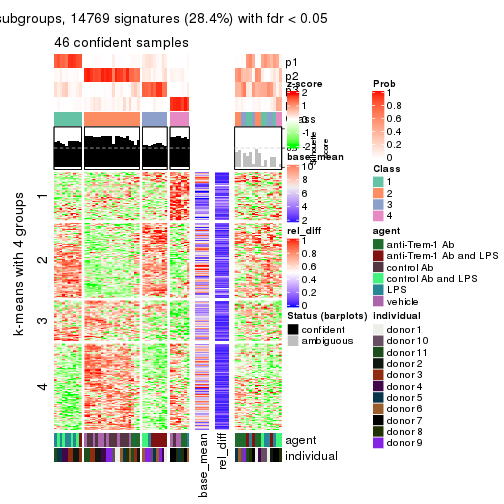 subgroups, 14769 signatures (28.4%) with fdr < 0.05
46 confident samples
p1
p2
p3
z-score
2
1
0
-1
-2
base_mean
10
8
6
4
2
rel_diff
1
0.8
0.6
0.4
0.2
0
Status (barplots)
confident
ambiguous
Prob
1
0.8
0.6
0.4
0.2
0
Class
1
2
3
4
agent
anti-Trem-1 Ab
anti-Trem-1 Ab and LPS
control Ab
control Ab and LPS
LPS
vehicle
individual
donor 1
donor 10
donor 11
donor 2
donor 3
donor 4
donor 5
donor 6
donor 7
donor 8
donor 9
k-means with 4 groups
1
2
3
4
agent
individual
base_mean
rel_diff
silhouette
score